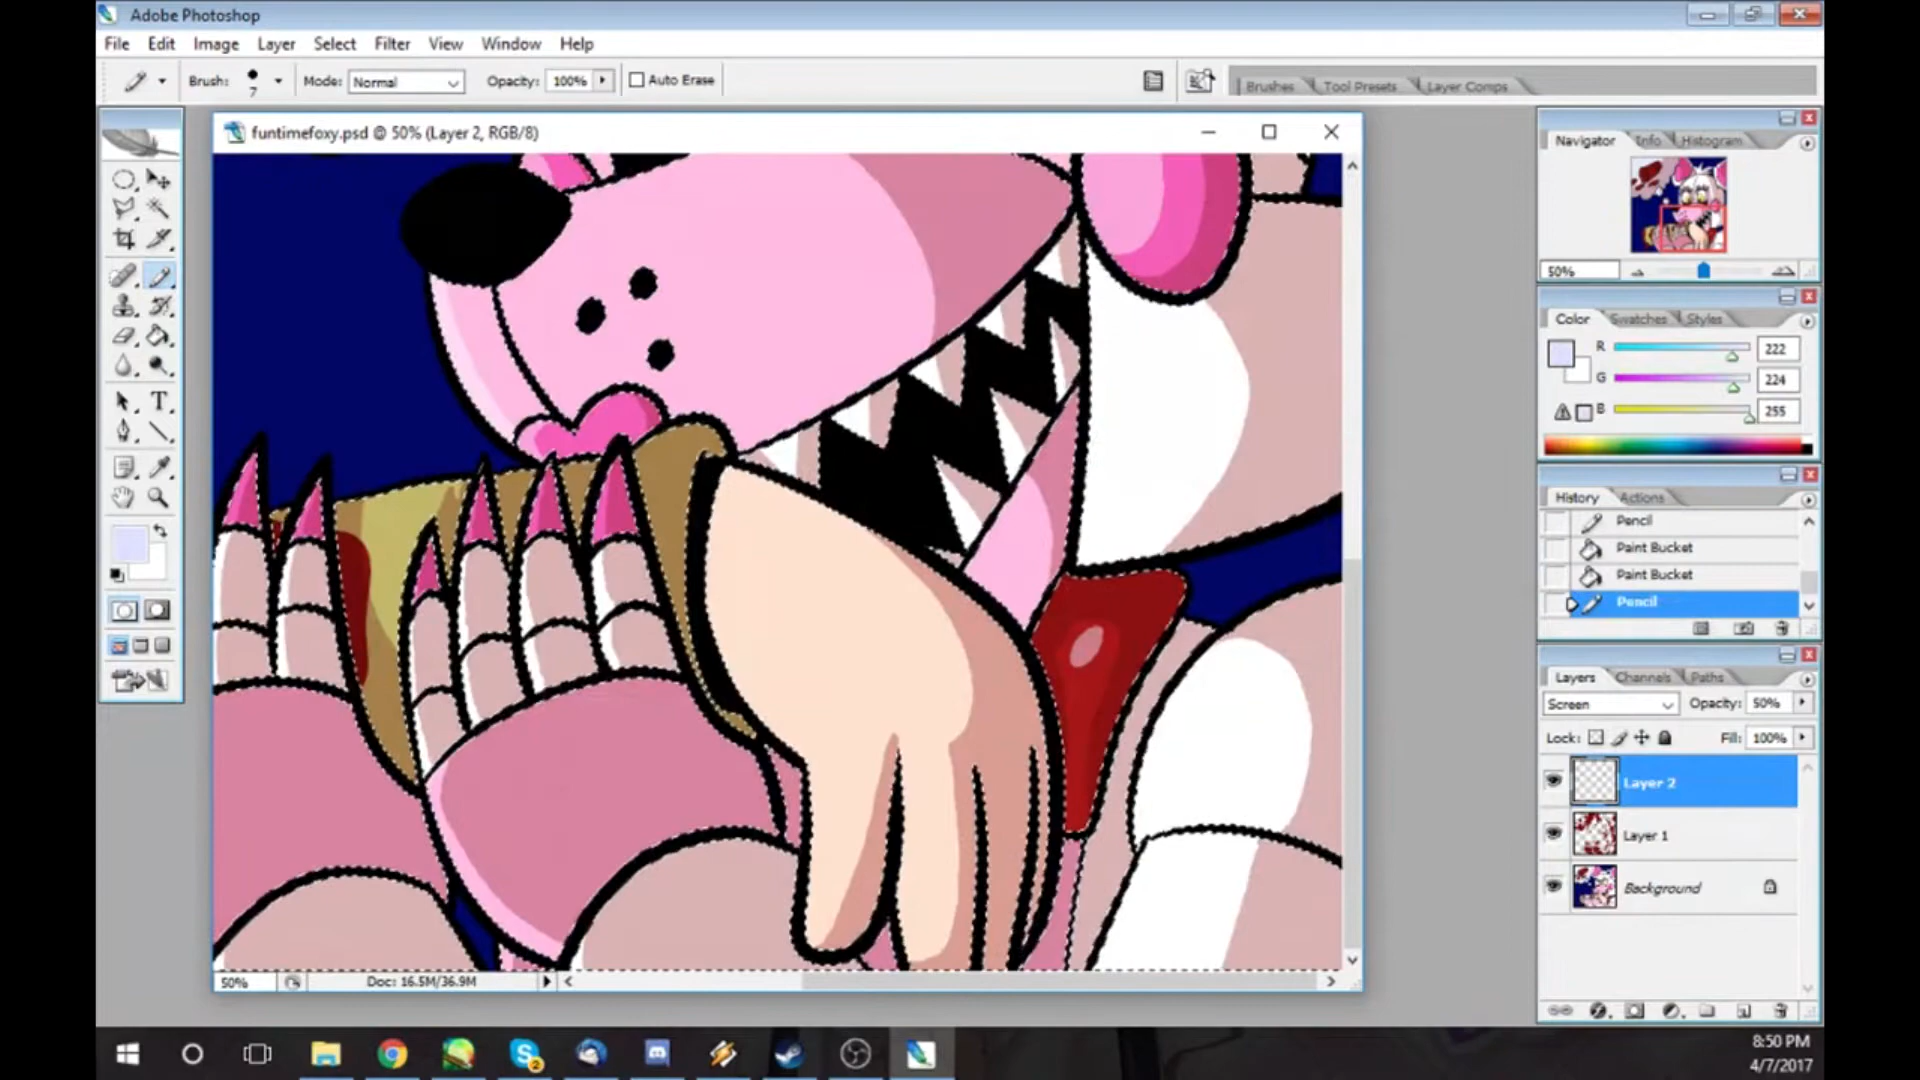 Adobe Photoshop
File Edit Image Layer Select Filter View Window Help
Brush: 7 Mode: Normal Opacity: 100% Auto Erase
Brushes Tool Presets Layer Comps
funtimefoxy.psd @ 50% (Layer 2, RGB/8)
Navigator Info Histogram
50%
Color Swatches Styles
R 222
G 224
B 255
History Actions
Pencil
Paint Bucket
Paint Bucket
Pencil
Layers Channels Paths
Screen Opacity: 50%
Lock: Fill: 100%
Layer 2
Layer 1
Background
50% Doc: 16.5M/36.9M
8:50 PM
4/7/2017